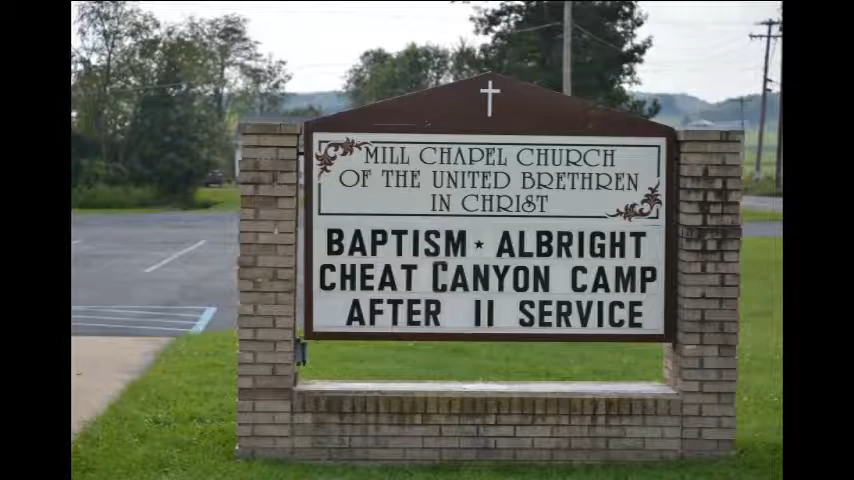 MILL CHAPEL CHURCH
OF THE UNITED BRETHREN
IN CHRIST
BAPTISM ★ ALBRIGHT
CHEAT CANYON CAMP
AFTER 11 SERVICE